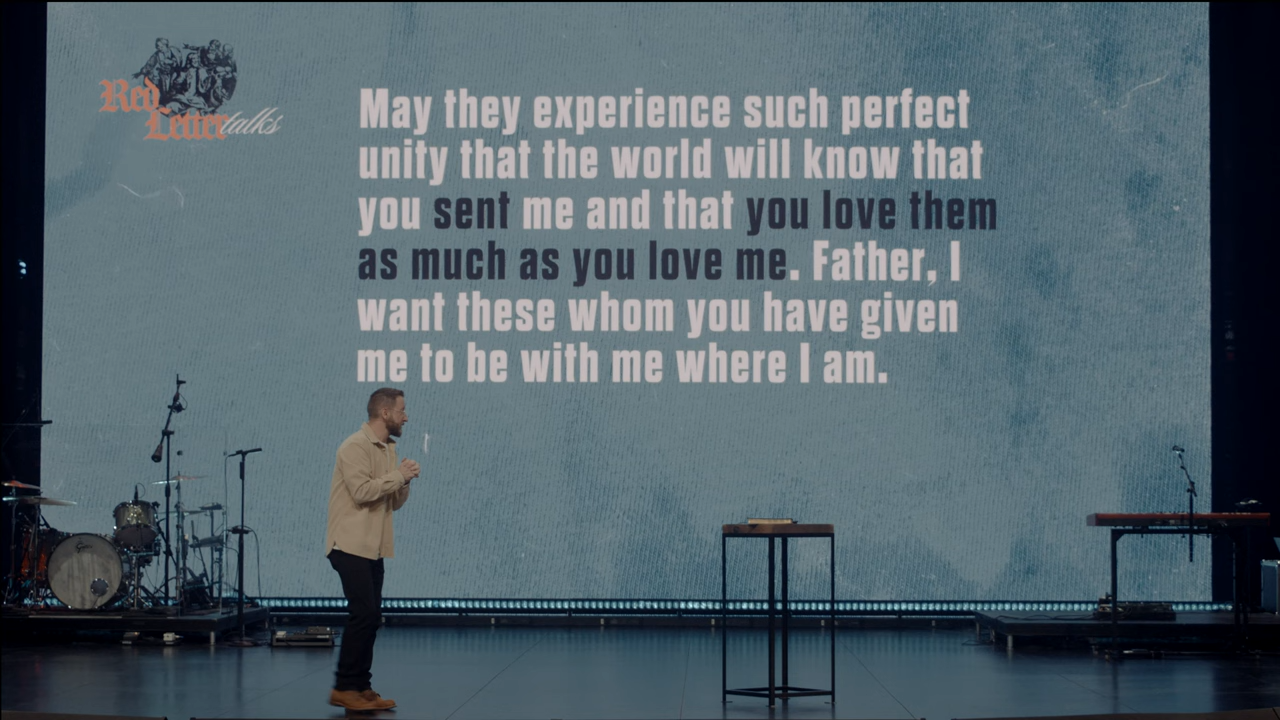 Red
Letter talks
May they experience such perfect
unity that the world will know that
you sent me and that you love them
as much as you love me. Father, I
want these whom you have given
me to be with me where I am.